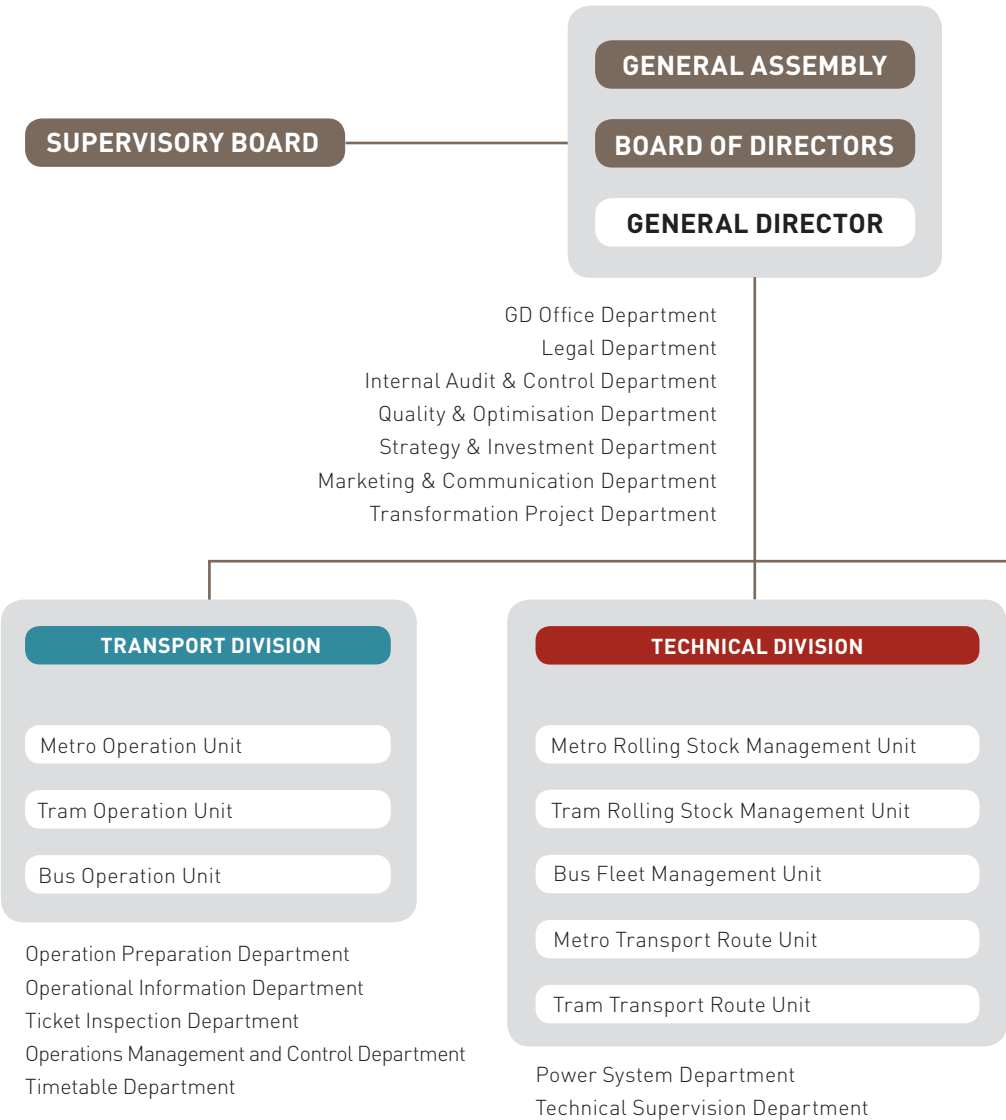 GENERAL ASSEMBLY
SUPERVISORY BOARD
BOARD OF DIRECTORS
GENERAL DIRECTOR
GD Office Department
Legal Department
Internal Audit & Control Department
Quality & Optimisation Department
Strategy & Investment Department
Marketing & Communication Department
Transformation Project Department
TRANSPORT DIVISION
Metro Operation Unit
Tram Operation Unit
Bus Operation Unit
Operation Preparation Department
Operational Information Department
Ticket Inspection Department
Operations Management and Control Department
Timetable Department
TECHNICAL DIVISION
Metro Rolling Stock Management Unit
Tram Rolling Stock Management Unit
Bus Fleet Management Unit
Metro Transport Route Unit
Tram Transport Route Unit
Power System Department
Technical Supervision Department